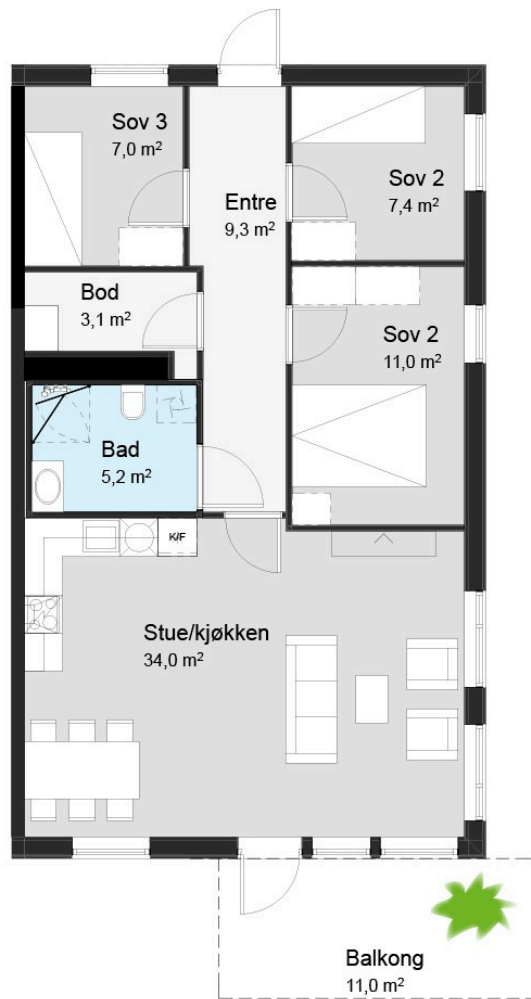 Sov 3
7,0 m²
Entre
9,3 m²
Sov 2
7,4 m²
Bod
3,1 m²
Sov 2
11,0 m²
Bad
5,2 m²
K/F
Stue/kjøkken
34,0 m²
Balkong
11,0 m²